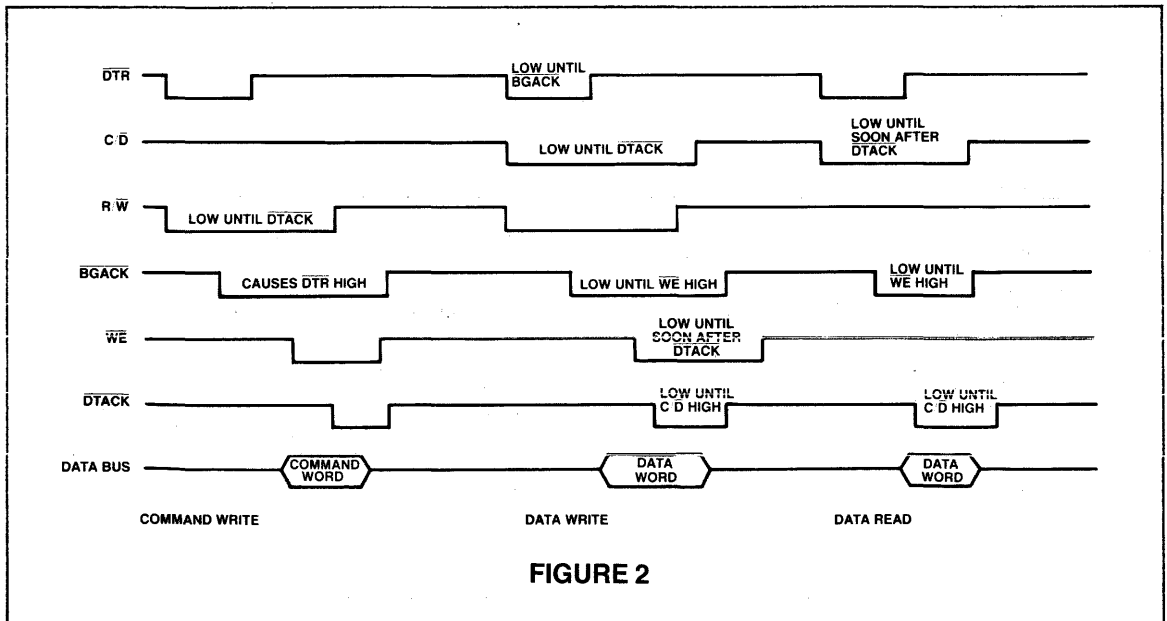 DTR
LOW UNTIL
BGACK
C/D
LOW UNTIL DTACK
LOW UNTIL
SOON AFTER
DTACK
R/W
LOW UNTIL DTACK
BGACK
CAUSES DTR HIGH
LOW UNTIL WE HIGH
LOW UNTIL
WE HIGH
WE
LOW UNTIL
SOON AFTER
DTACK
DTACK
LOW UNTIL
C/D HIGH
LOW UNTIL
C/D HIGH
DATA BUS
COMMAND
WORD
DATA
WORD
DATA
WORD
COMMAND WRITE
DATA WRITE
DATA READ
FIGURE 2